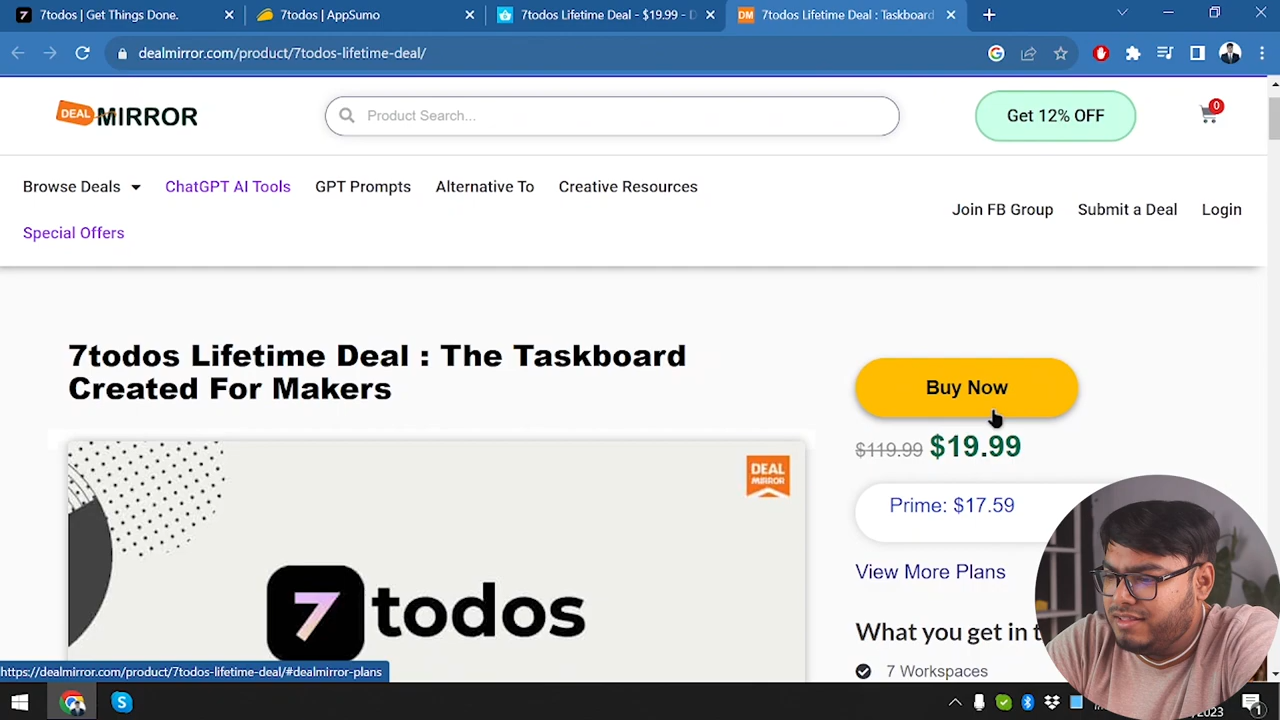 7todos | Get Things Done.
7todos | AppSumo
7todos Lifetime Deal - $19.99 - D
7todos Lifetime Deal : Taskboard
dealmirror.com/product/7todos-lifetime-deal/
DEAL MIRROR
Product Search...
Get 12% OFF
0
Browse Deals
ChatGPT AI Tools
GPT Prompts
Alternative To
Creative Resources
Join FB Group
Submit a Deal
Login
Special Offers
7todos Lifetime Deal : The Taskboard
Created For Makers
Buy Now
$119.99 $19.99
Prime: $17.59
View More Plans
What you get in t
7 Workspaces
DEAL
MIRROR
7 todos
https://dealmirror.com/product/7todos-lifetime-deal/#dealmirror-plans
2023
1